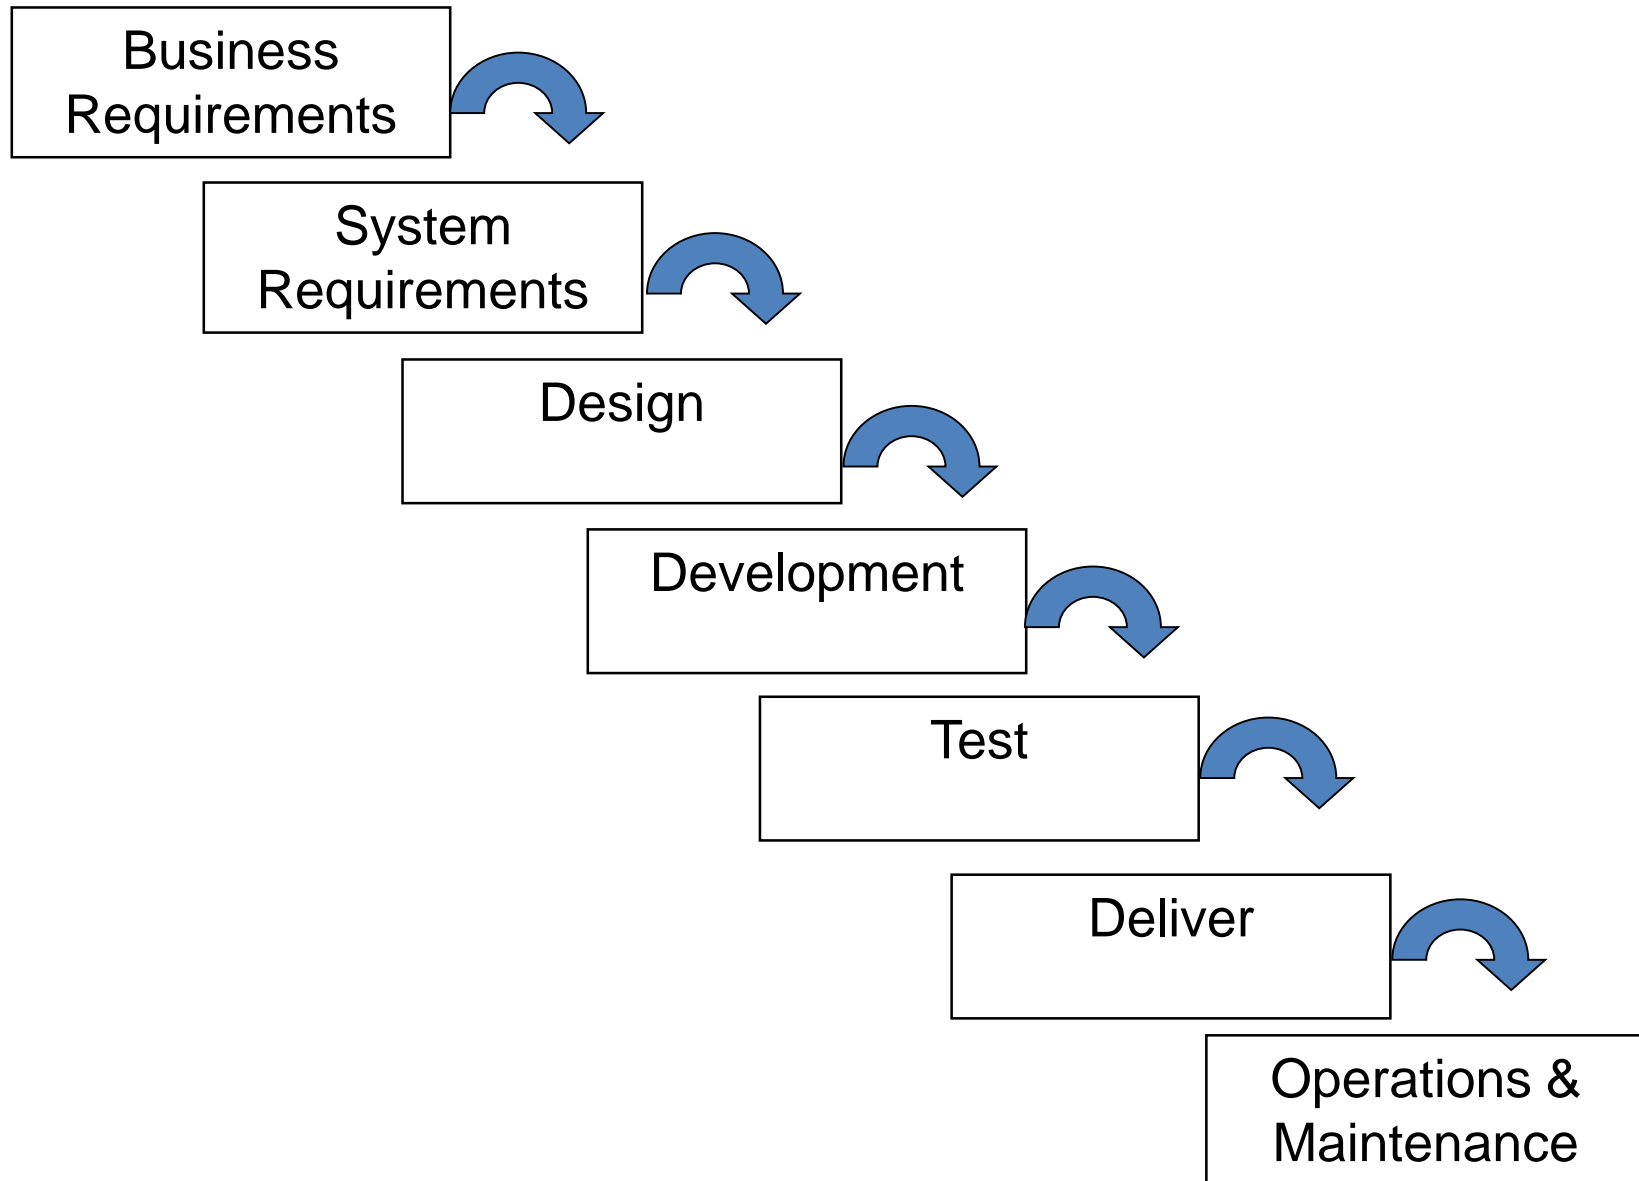 Business
Requirements
System
Requirements
Design
Development
Test
Deliver
Operations &
Maintenance